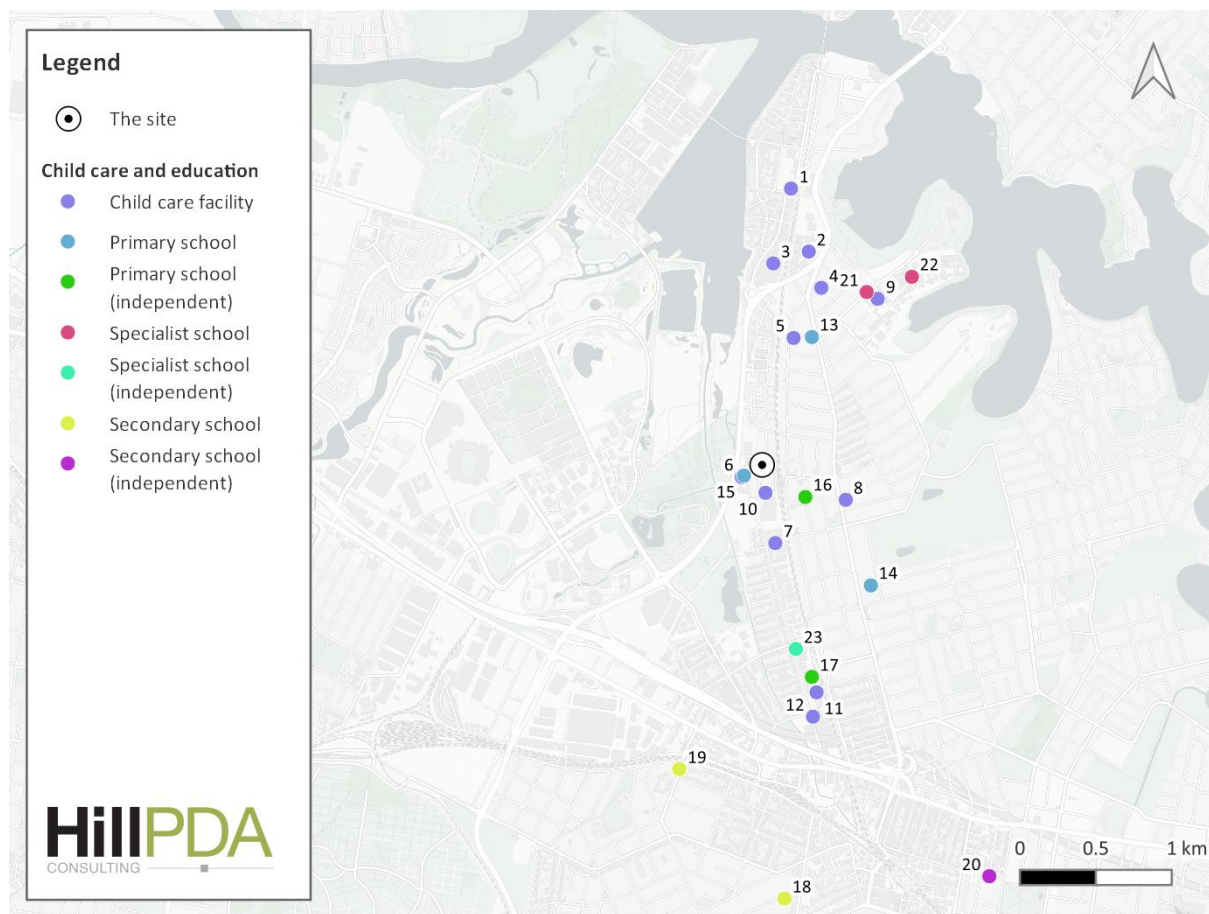 Legend
The site
Child care and education
Child care facility
Primary school
Primary school
(independent)
Specialist school
Specialist school
(independent)
Secondary school
Secondary school
(independent)
HillPDA
CONSULTING
1
2
3
4
21
22
9
5
13
6
15
10
16
8
7
14
23
17
12
11
19
18
20
0
0.5
1 km